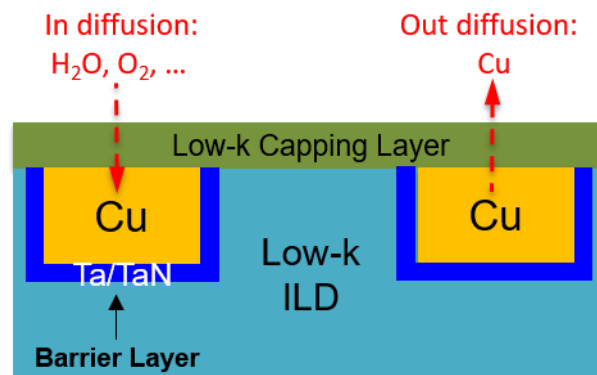 In diffusion:
H₂O, O₂, ...
Out diffusion:
Cu
Low-k Capping Layer
Cu
Cu
Ta/TaN
Low-k
ILD
Barrier Layer